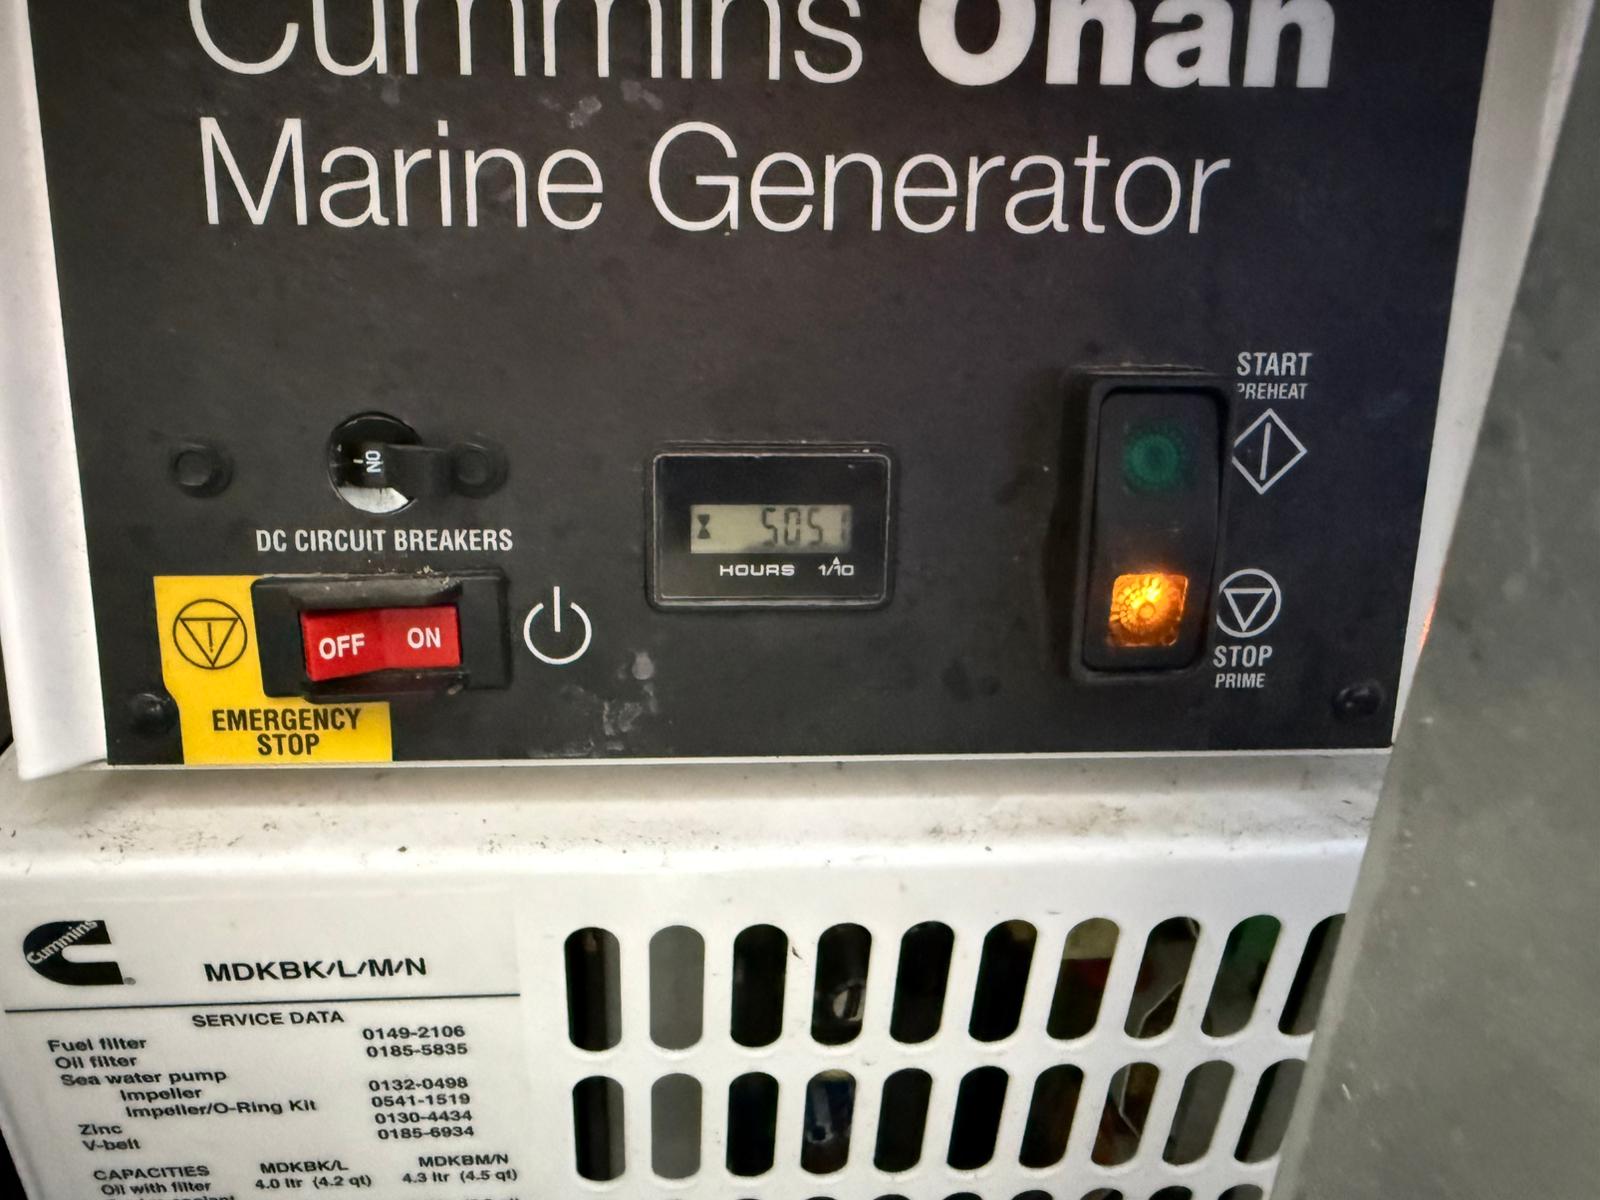 Cummins Onan
Marine Generator
START
PREHEAT
NO
DC CIRCUIT BREAKERS
5051
HOURS 1/10
OFF ON
STOP
PRIME
EMERGENCY
STOP
Cummins
MDKBK/L/M/N
SERVICE DATA
Fuel filter 0149-2106
Oil filter 0185-5835
Sea water pump
Impeller 0132-0498
Impeller/O-Ring Kit 0541-1519
Zinc 0130-4434
V-belt 0185-6934
CAPACITIES MDKBK/L MDKBM/N
Oil with filter 4.0 ltr (4.2 qt) 4.3 ltr (4.5 qt)